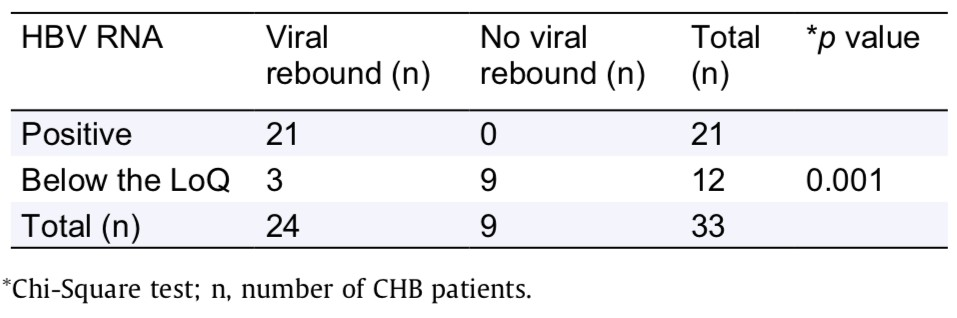 HBV RNA Viral rebound (n) No viral rebound (n) Total (n) *p value
Positive 21 0 21
Below the LoQ 3 9 12 0.001
Total (n) 24 9 33
*Chi-Square test; n, number of CHB patients.